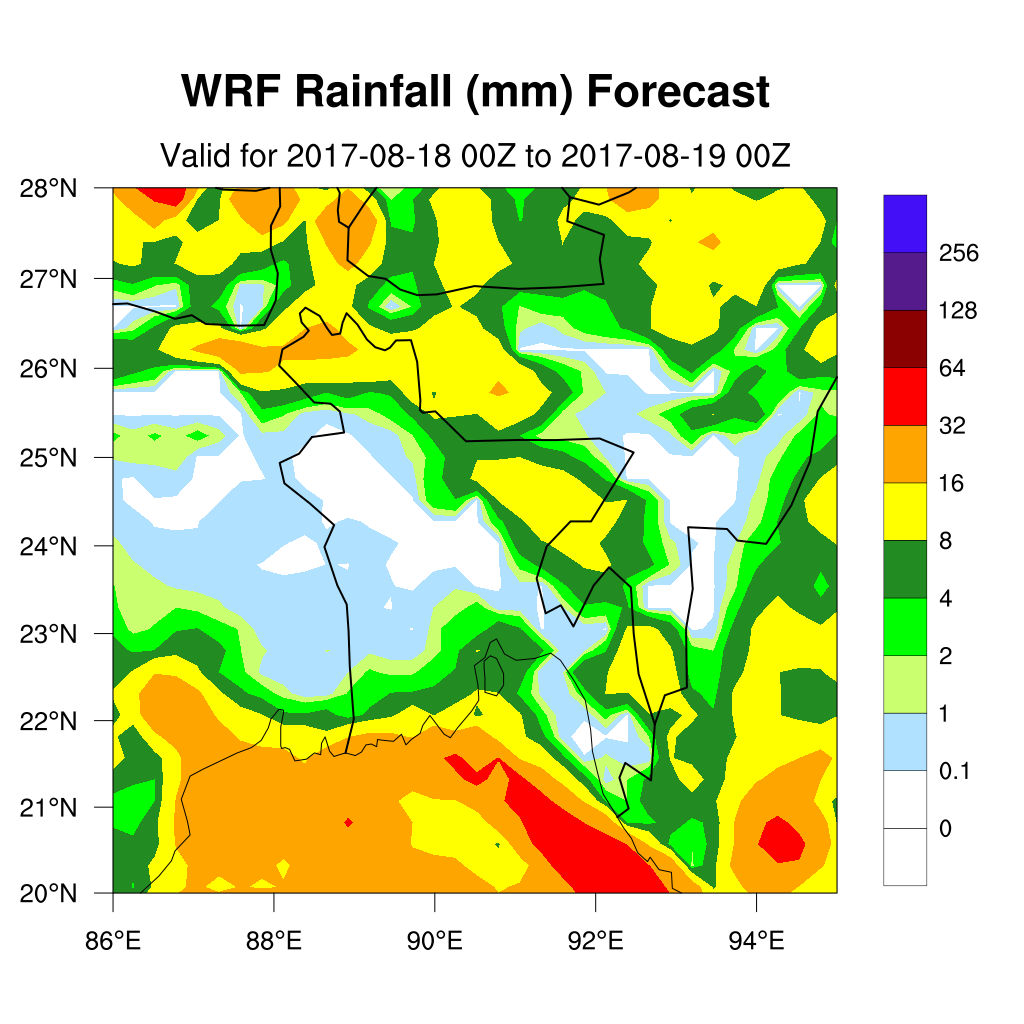 WRF Rainfall (mm) Forecast
Valid for 2017-08-18 00Z to 2017-08-19 00Z
28°N
27°N
26°N
25°N
24°N
23°N
22°N
21°N
20°N
86°E
88°E
90°E
92°E
94°E
256
128
64
32
16
8
4
2
1
0.1
0